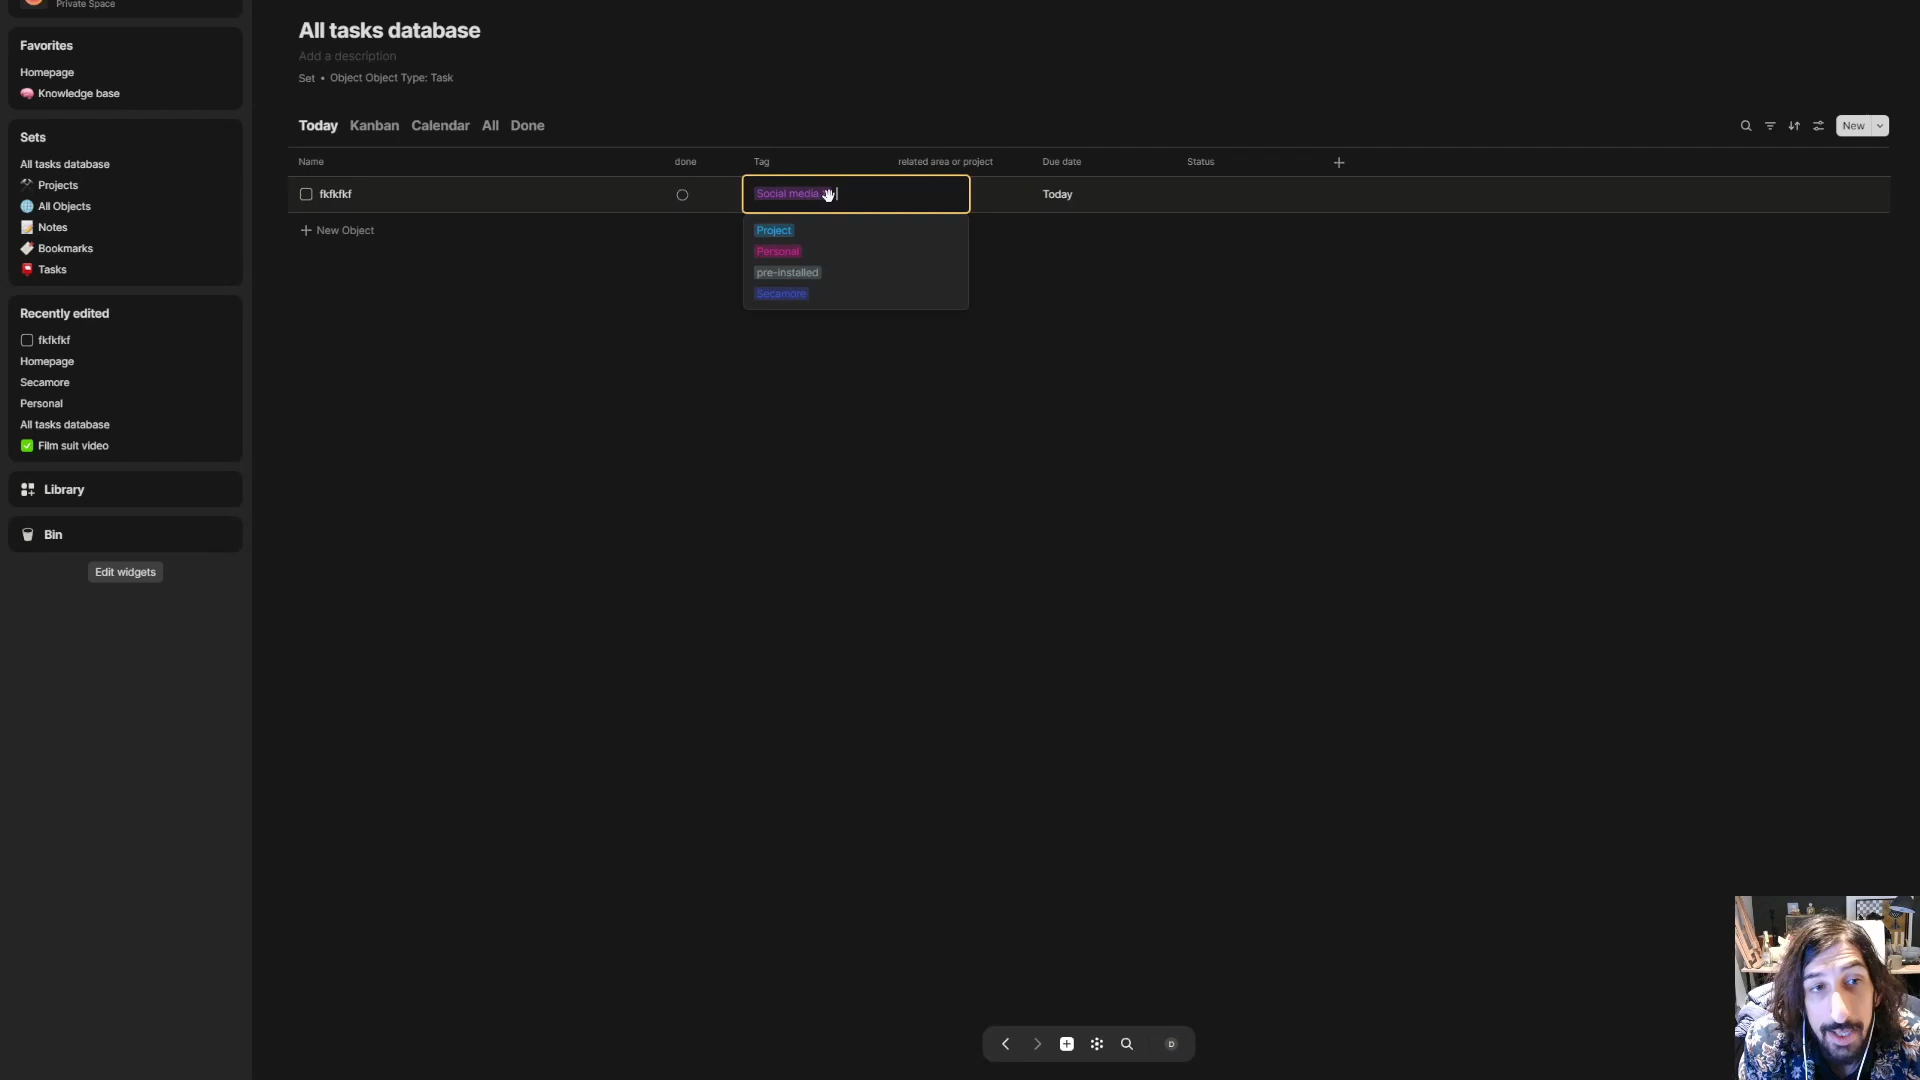 Private Space
Favorites
Homepage
Knowledge base
Sets
All tasks database
Projects
All Objects
Notes
Bookmarks
Tasks
Recently edited
fkfkfkf
Homepage
Secamore
Personal
All tasks database
Film suit video
Library
Bin
Edit widgets
All tasks database
Add a description
Set • Object Object Type: Task
Today Kanban Calendar All Done
New
Name done Tag related area or project Due date Status
fkfkfkf Social media Today
New Object
Project
Personal
pre-installed
Secamore
D